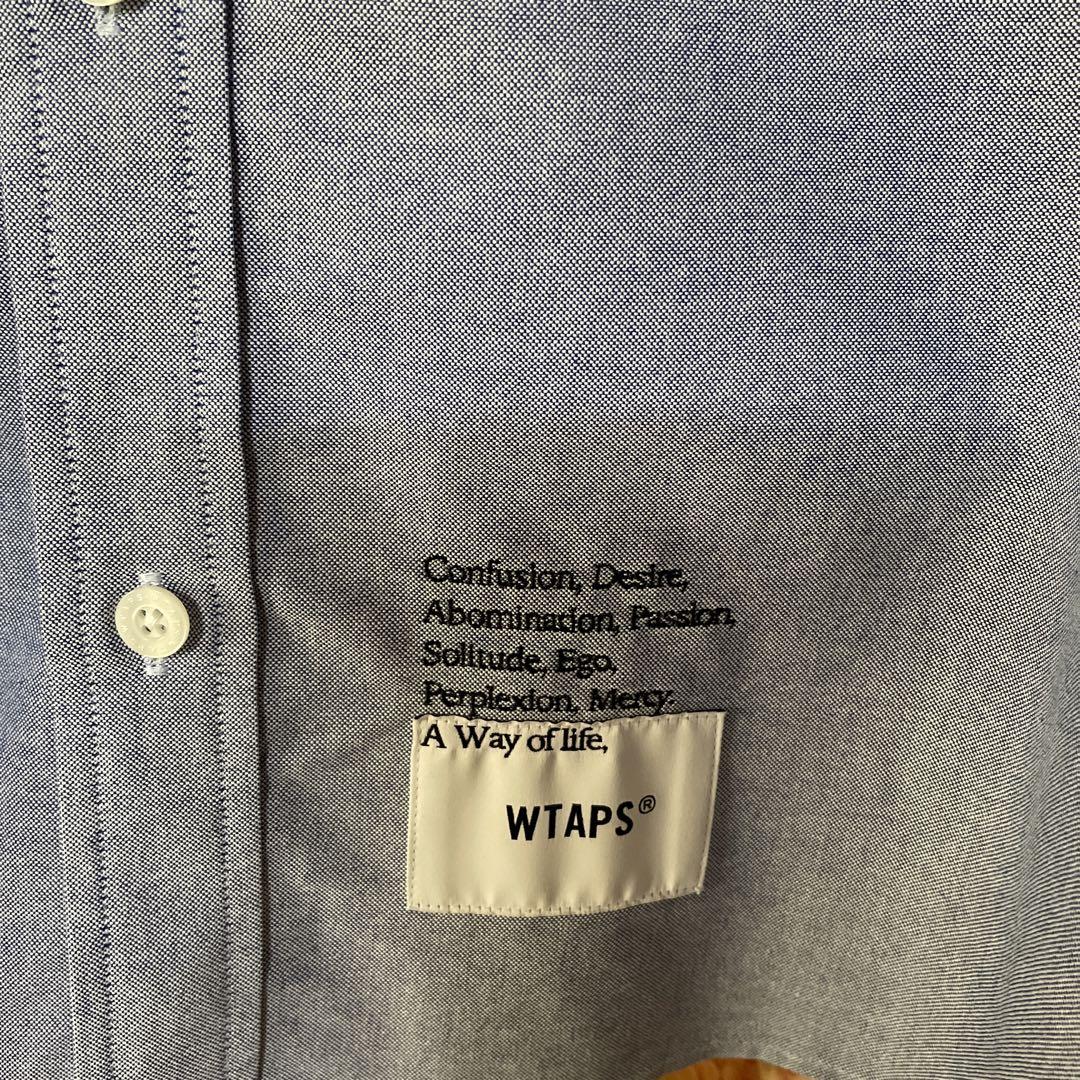 Confusion, Desire,
Abomination, Passion,
Solitude, Ego,
Perplexion, Mercy.
A Way of life,
WTAPS®